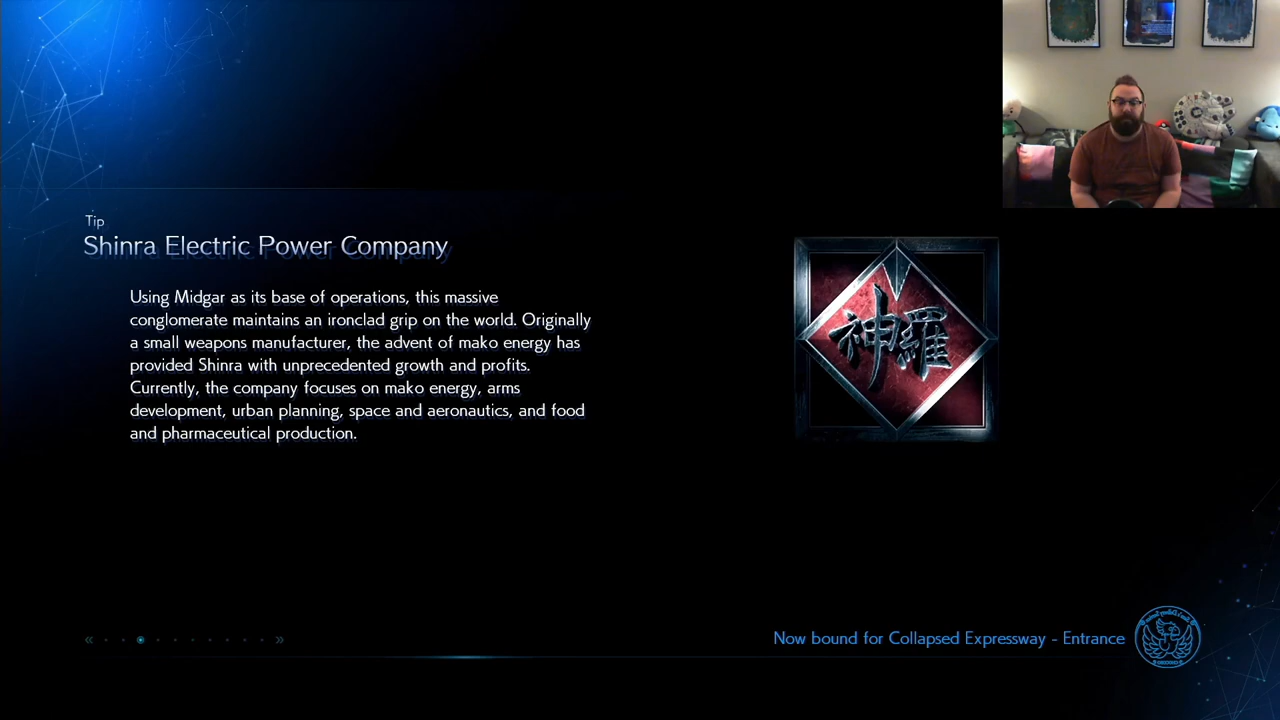 Tip
Shinra Electric Power Company
Using Midgar as its base of operations, this massive
conglomerate maintains an ironclad grip on the world. Originally
a small weapons manufacturer, the advent of mako energy has
provided Shinra with unprecedented growth and profits.
Currently, the company focuses on mako energy, arms
development, urban planning, space and aeronautics, and food
and pharmaceutical production.
神羅
Now bound for Collapsed Expressway - Entrance